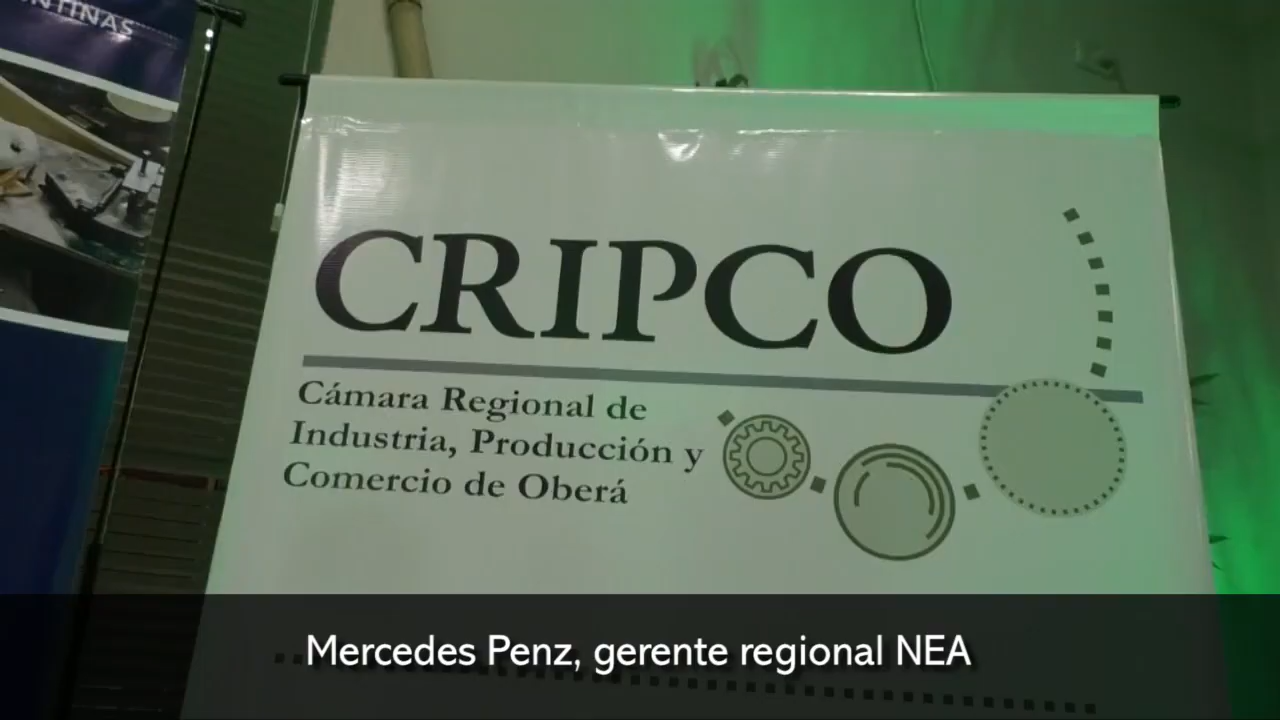 CRIPCO
Cámara Regional de
Industria, Producción y
Comercio de Oberá
Mercedes Penz, gerente regional NEA